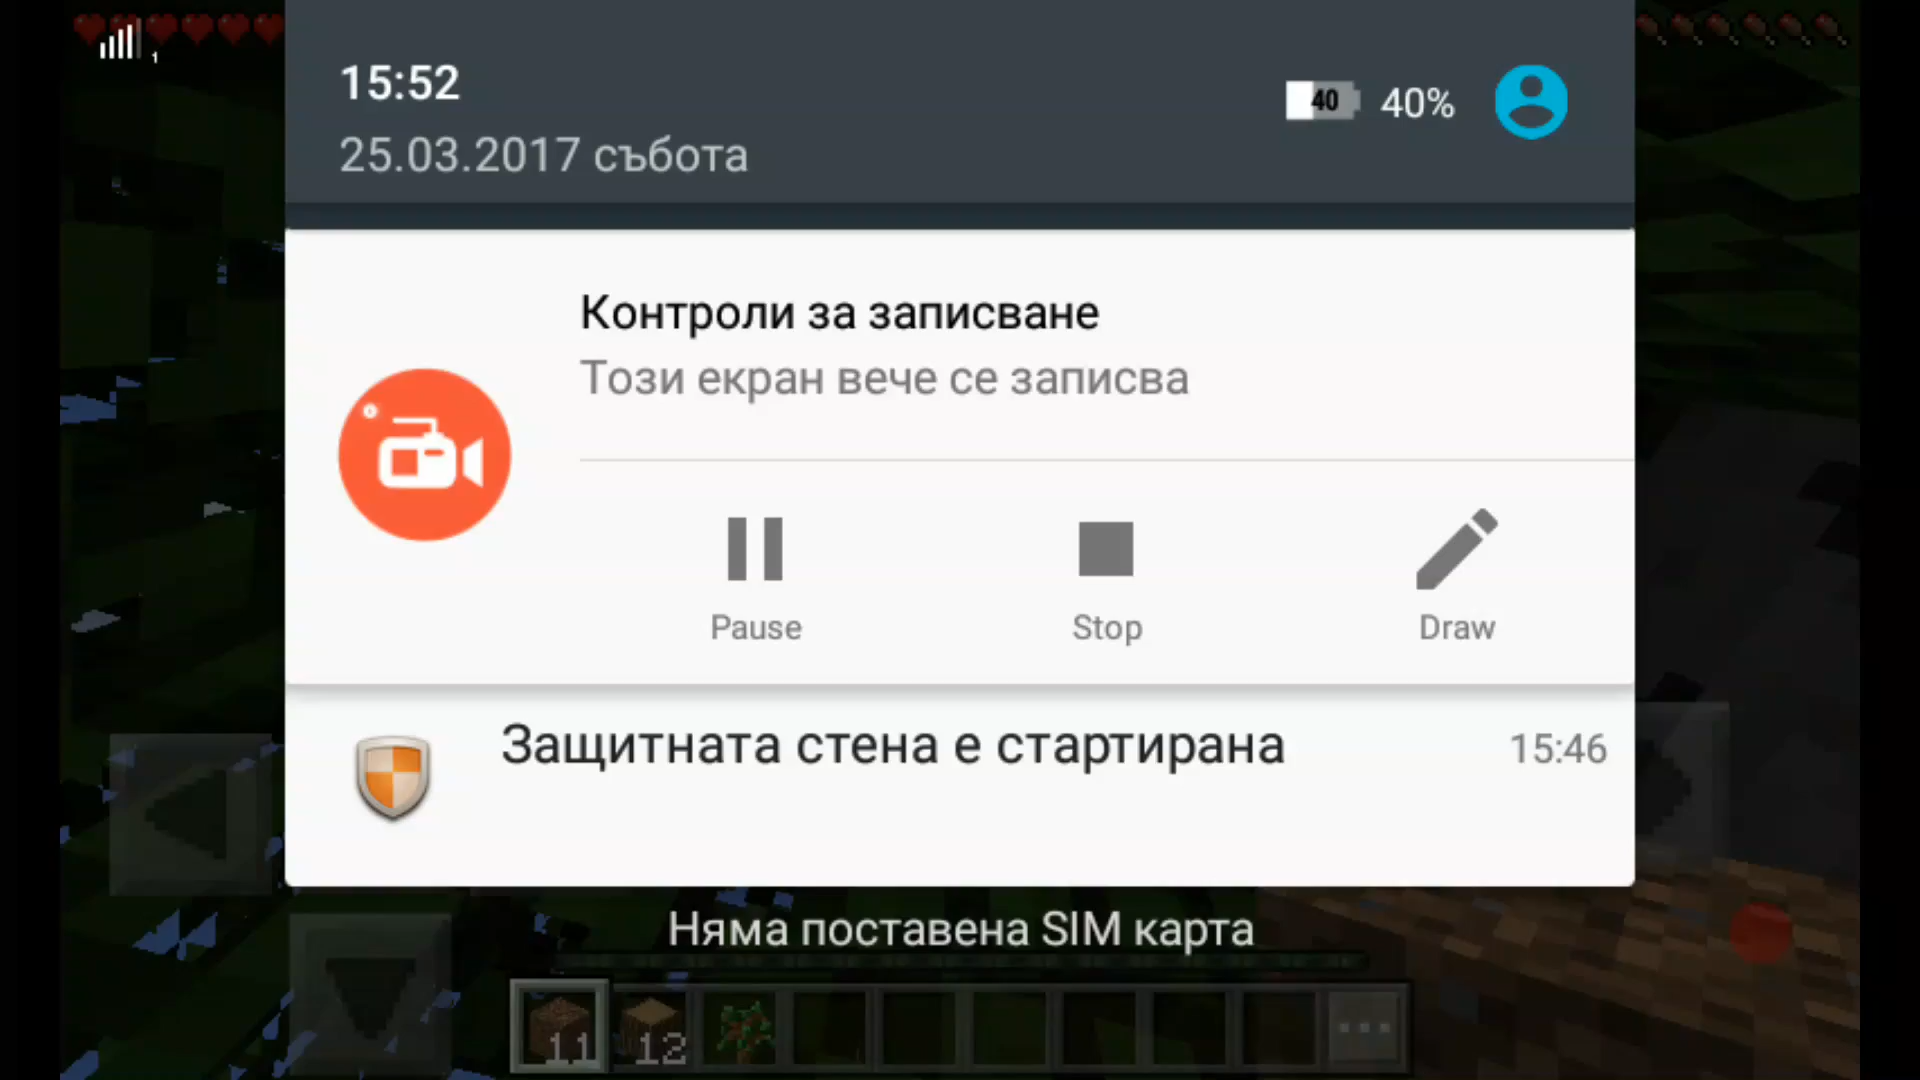 1
15:52
40
40%
25.03.2017 събота
Контроли за записване
Този екран вече се записва
Pause
Stop
Draw
Защитната стена е стартирана
15:46
Няма поставена SIM карта
11
12